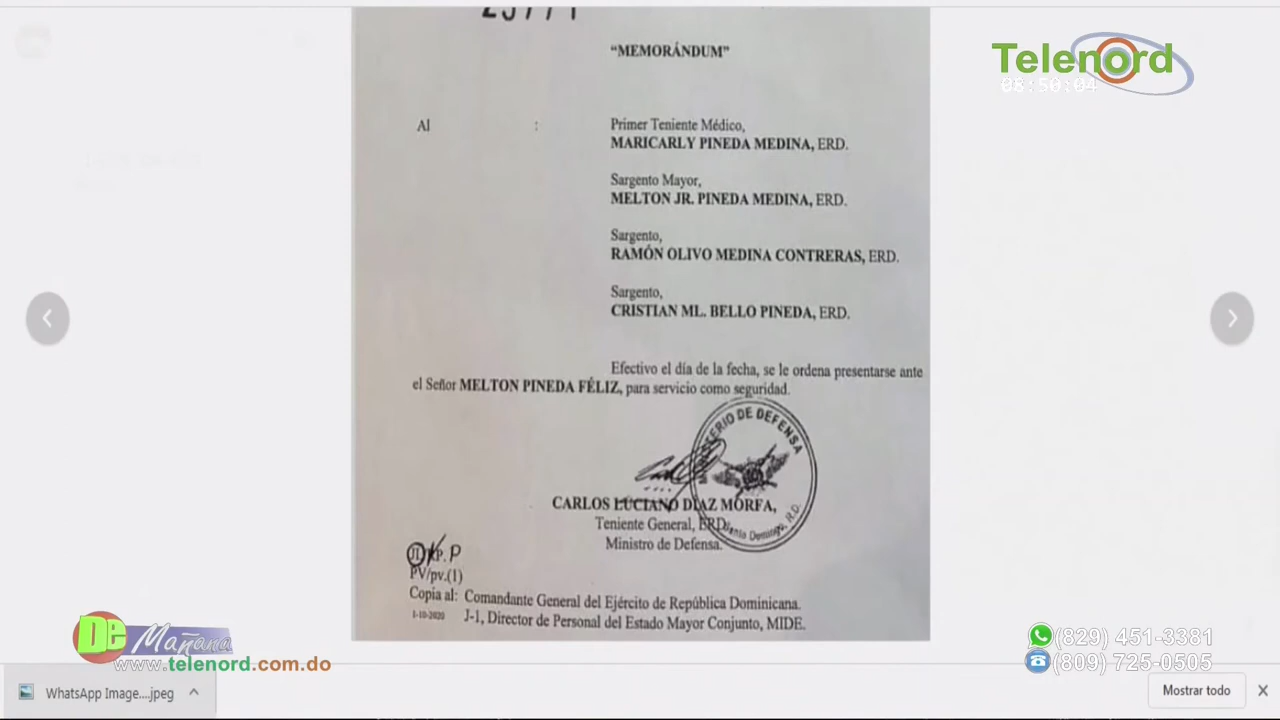 "MEMORÁNDUM"
Telenord
08:50:04
Al :
Primer Teniente Médico,
MARICARLY PINEDA MEDINA, ERD.
Sargento Mayor,
MELTON JR. PINEDA MEDINA, ERD.
Sargento,
RAMÓN OLIVO MEDINA CONTRERAS, ERD.
Sargento,
CRISTIAN ML. BELLO PINEDA, ERD.
Efectivo el día de la fecha, se le ordena presentarse ante
el Señor MELTON PINEDA FÉLIZ, para servicio como seguridad.
DE DEFENSA
CARLOS LUCIANO DÍAZ MORFA,
Teniente General, ERD.
Ministro de Defensa.
Domingo, R.D.
P
PV/pv.(1)
Copia al: Comandante General del Ejército de República Dominicana.
1-10-2020 J-1, Director de Personal del Estado Mayor Conjunto, MIDE.
De Mañana
www.telenord.com.do
(829) 451-3381
(809) 725-0505
WhatsApp Image....jpeg
Mostrar todo